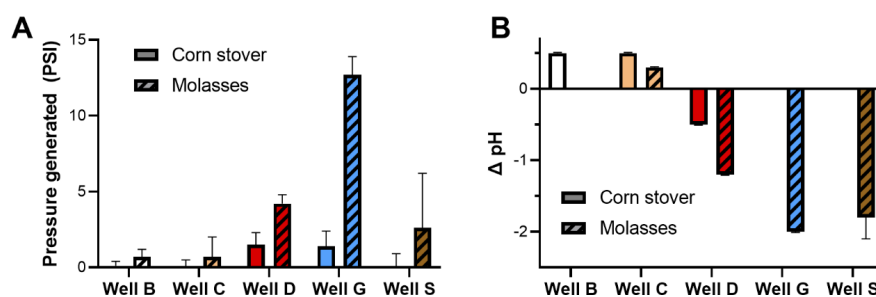 A
Pressure generated (PSI)
15
10
5
0
Corn stover
Molasses
Well B Well C Well D Well G Well S
B
Δ pH
0
-1
-2
Corn stover
Molasses
Well B Well C Well D Well G Well S